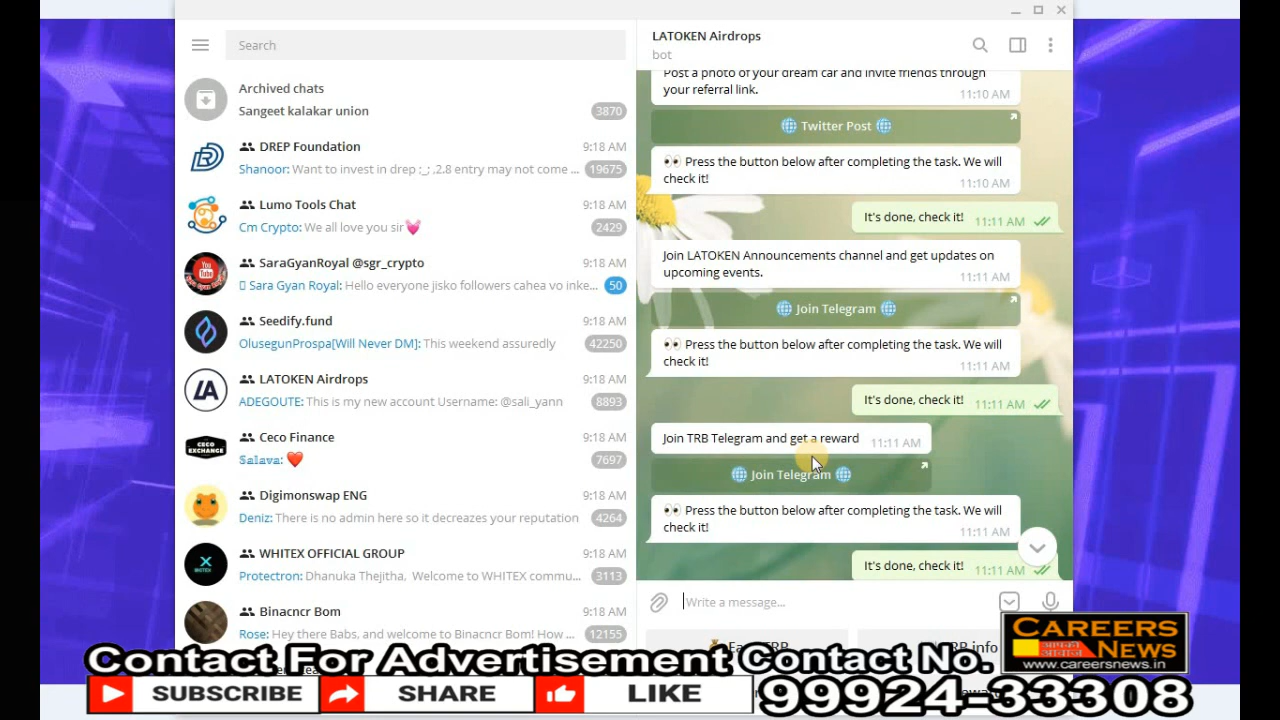 Search
LATOKEN Airdrops
bot
Archived chats
Sangeet kalakar union
3870
DREP Foundation
9:18 AM
Shanoor: Want to invest in drep ;_; ,2.8 entry may not come ...
19675
Lumo Tools Chat
9:18 AM
Cm Crypto: We all love you sir💓
2429
SaraGyanRoyal @sgr_crypto
9:18 AM
Sara Gyan Royal: Hello everyone jisko followers cahea vo inke...
50
Seedify.fund
9:18 AM
OlusegunProspa[Will Never DM]: This weekend assuredly
42250
LATOKEN Airdrops
9:18 AM
ADEGOUTE: This is my new account Username: @sali_yann
8893
Ceco Finance
9:18 AM
𝕊𝕒𝕝𝕒𝕧𝕒: ❤️
7697
Digimonswap ENG
9:18 AM
Deniz: There is no admin here so it decreazes your reputation
4264
WHITEX OFFICIAL GROUP
9:18 AM
Protectron: Dhanuka Thejitha, Welcome to WHITEX commu...
3113
Binacncr Bom
9:18 AM
Rose: Hey there Babs, and welcome to Binacncr Bom! How ...
12155
Post a photo of your dream car and invite friends through
your referral link.
11:10 AM
🌐 Twitter Post 🌐
👀 Press the button below after completing the task. We will
check it!
11:10 AM
It's done, check it! 11:11 AM
Join LATOKEN Announcements channel and get updates on
upcoming events.
11:11 AM
🌐 Join Telegram 🌐
👀 Press the button below after completing the task. We will
check it!
11:11 AM
It's done, check it! 11:11 AM
Join TRB Telegram and get a reward 11:11 AM
🌐 Join Telegram 🌐
👀 Press the button below after completing the task. We will
check it!
11:11 AM
It's done, check it! 11:11 AM
Write a message...
CAREERS
NEWS
www.careersnews.in
Contact For Advertisement Contact No.
99924-33308
SUBSCRIBE
SHARE
LIKE